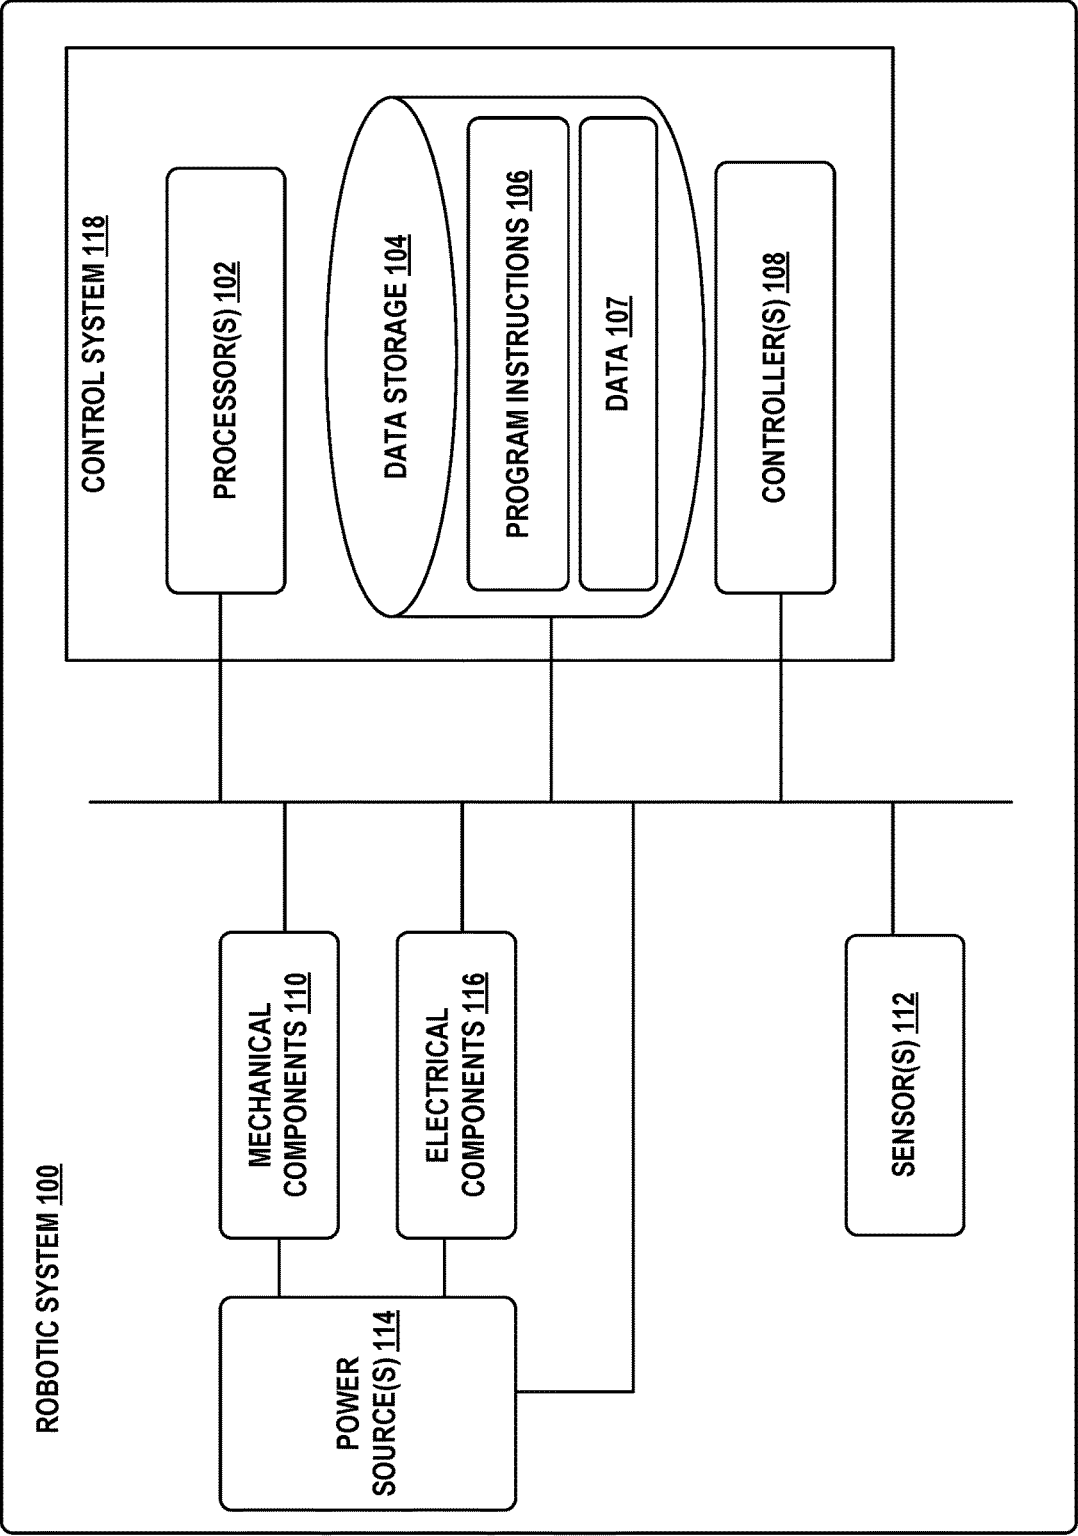 ROBOTIC SYSTEM 100
CONTROL SYSTEM 118
PROCESSOR(S) 102
DATA STORAGE 104
PROGRAM INSTRUCTIONS 106
DATA 107
CONTROLLER(S) 108
MECHANICAL
COMPONENTS 110
ELECTRICAL
COMPONENTS 116
POWER
SOURCE(S) 114
SENSOR(S) 112